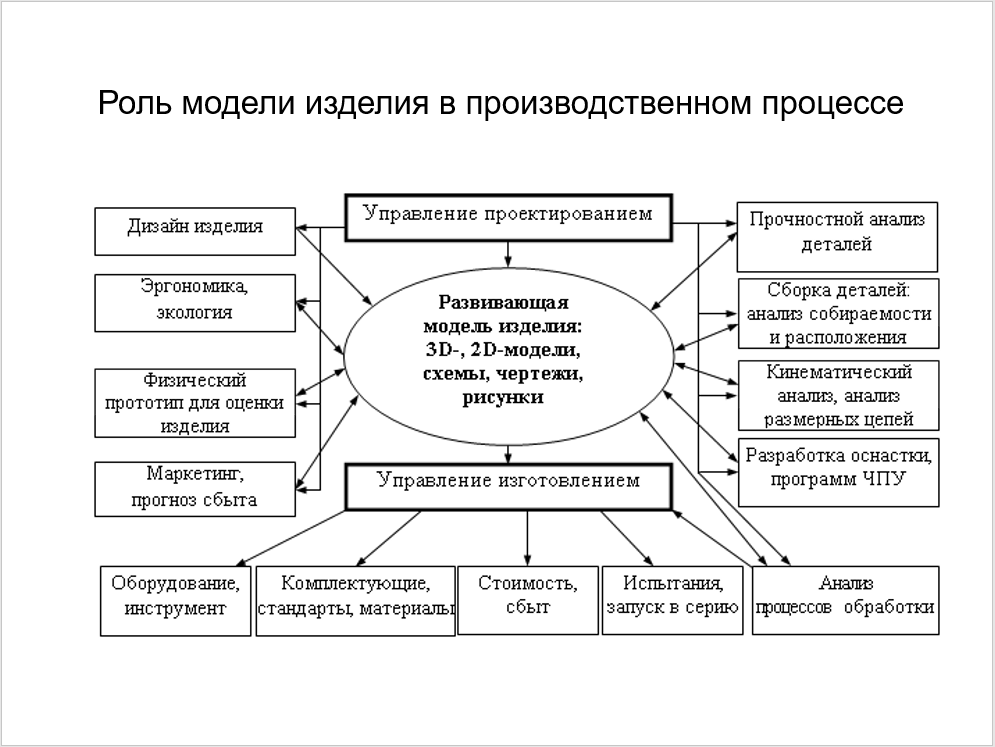 Роль модели изделия в производственном процессе
Управление проектированием
Дизайн изделия
Эргономика,
экология
Физический
прототип для оценки
изделия
Маркетинг,
прогноз сбыта
Развивающая
модель изделия:
3D-, 2D-модели,
схемы, чертежи,
рисунки
Прочностной анализ
деталей
Сборка деталей:
анализ собираемости
и расположения
Кинематический
анализ, анализ
размерных цепей
Разработка оснастки,
программ ЧПУ
Управление изготовлением
Оборудование,
инструмент
Комплектующие,
стандарты, материалы
Стоимость,
сбыт
Испытания,
запуск в серию
Анализ
процессов обработки